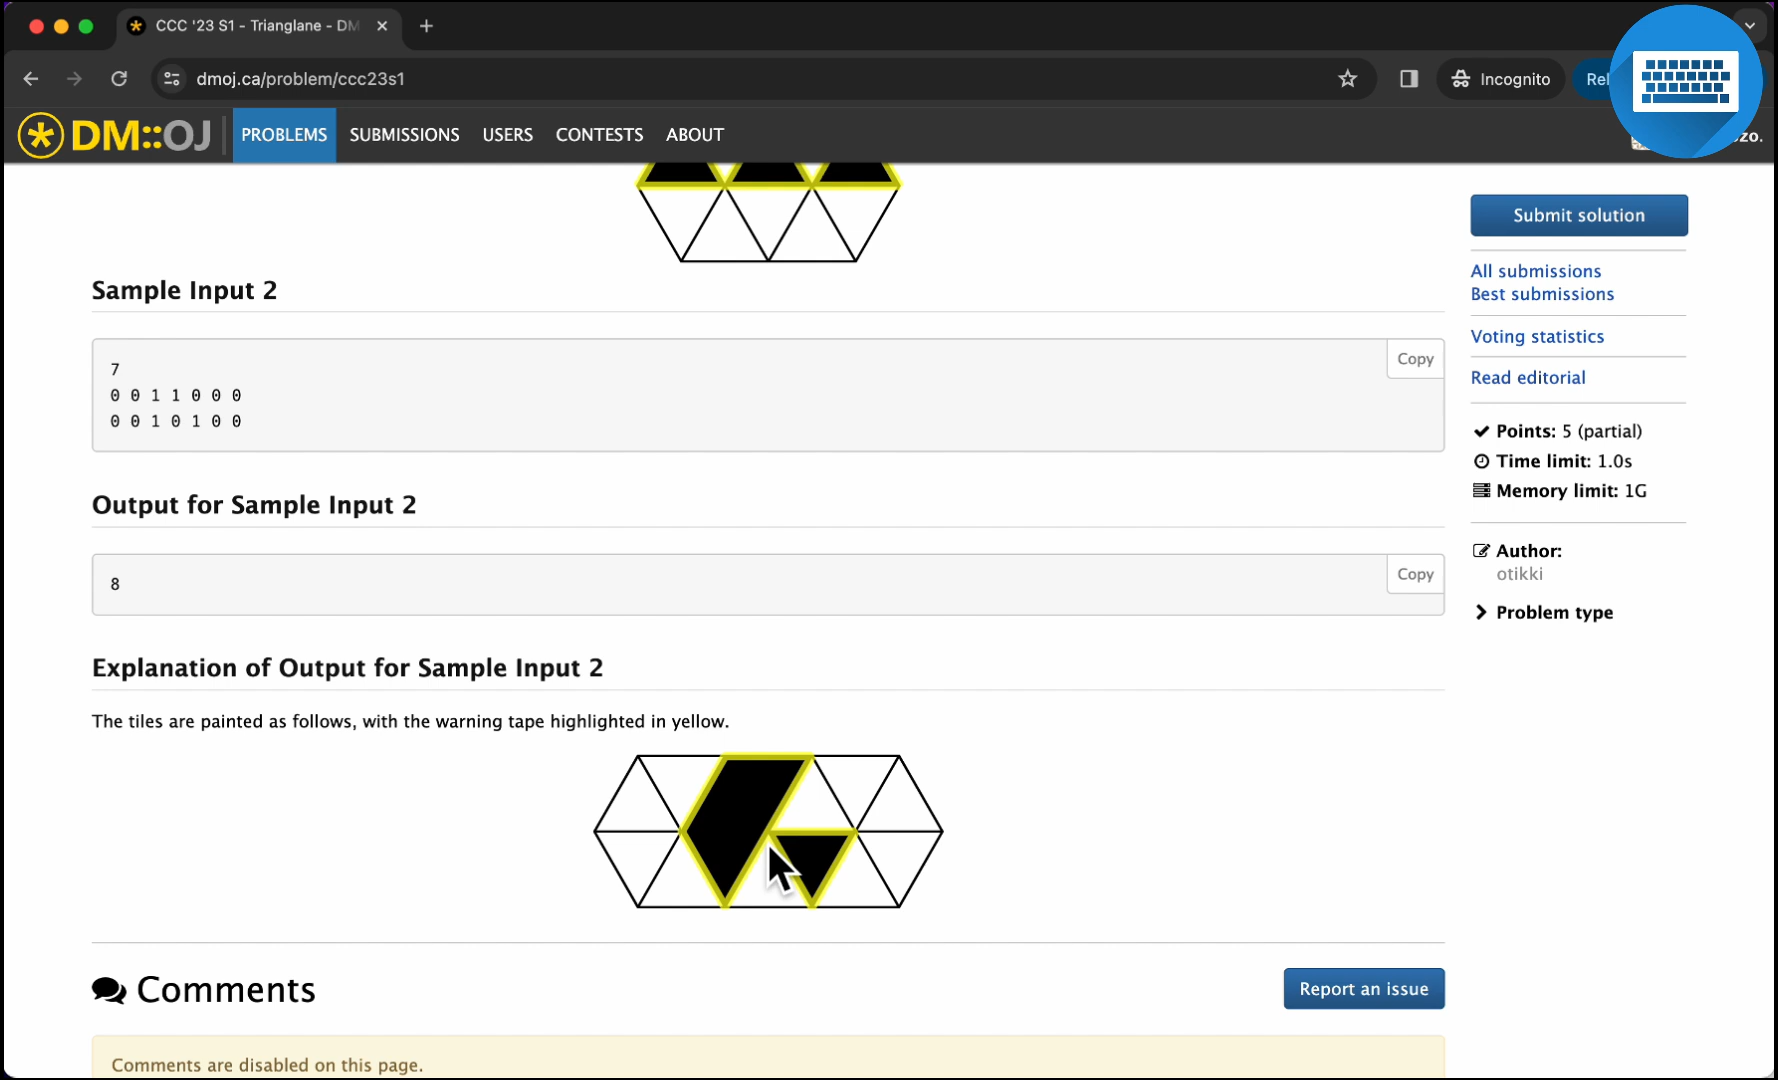 CCC '23 S1 - Trianglane - DM
dmoj.ca/problem/ccc23s1
Incognito
Rel
DM::OJ
PROBLEMS SUBMISSIONS USERS CONTESTS ABOUT
zo.
Submit solution
All submissions
Best submissions
Voting statistics
Read editorial
Points: 5 (partial)
Time limit: 1.0s
Memory limit: 1G
Author:
otikki
Problem type
Sample Input 2
Copy
7
0 0 1 1 0 0 0
0 0 1 0 1 0 0
Output for Sample Input 2
Copy
8
Explanation of Output for Sample Input 2
The tiles are painted as follows, with the warning tape highlighted in yellow.
Comments
Report an issue
Comments are disabled on this page.